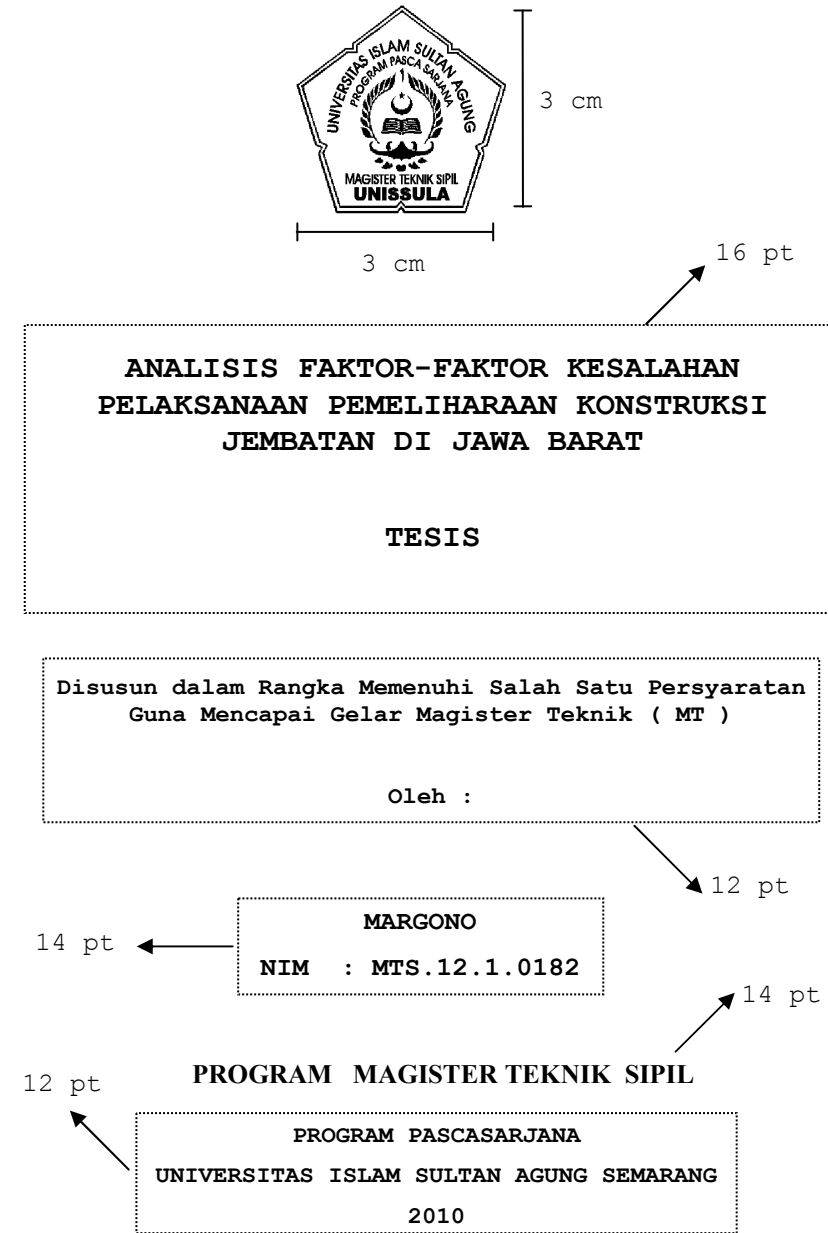 UNIVERSITAS ISLAM SULTAN AGUNG
PROGRAM PASCA SARJANA
MAGISTER TEKNIK SIPIL
UNISSULA
3 cm
3 cm
16 pt
ANALISIS FAKTOR-FAKTOR KESALAHAN
PELAKSANAAN PEMELIHARAAN KONSTRUKSI
JEMBATAN DI JAWA BARAT
TESIS
Disusun dalam Rangka Memenuhi Salah Satu Persyaratan
Guna Mencapai Gelar Magister Teknik ( MT )
Oleh :
12 pt
14 pt
MARGONO
NIM : MTS.12.1.0182
14 pt
PROGRAM MAGISTER TEKNIK SIPIL
12 pt
PROGRAM PASCASARJANA
UNIVERSITAS ISLAM SULTAN AGUNG SEMARANG
2010